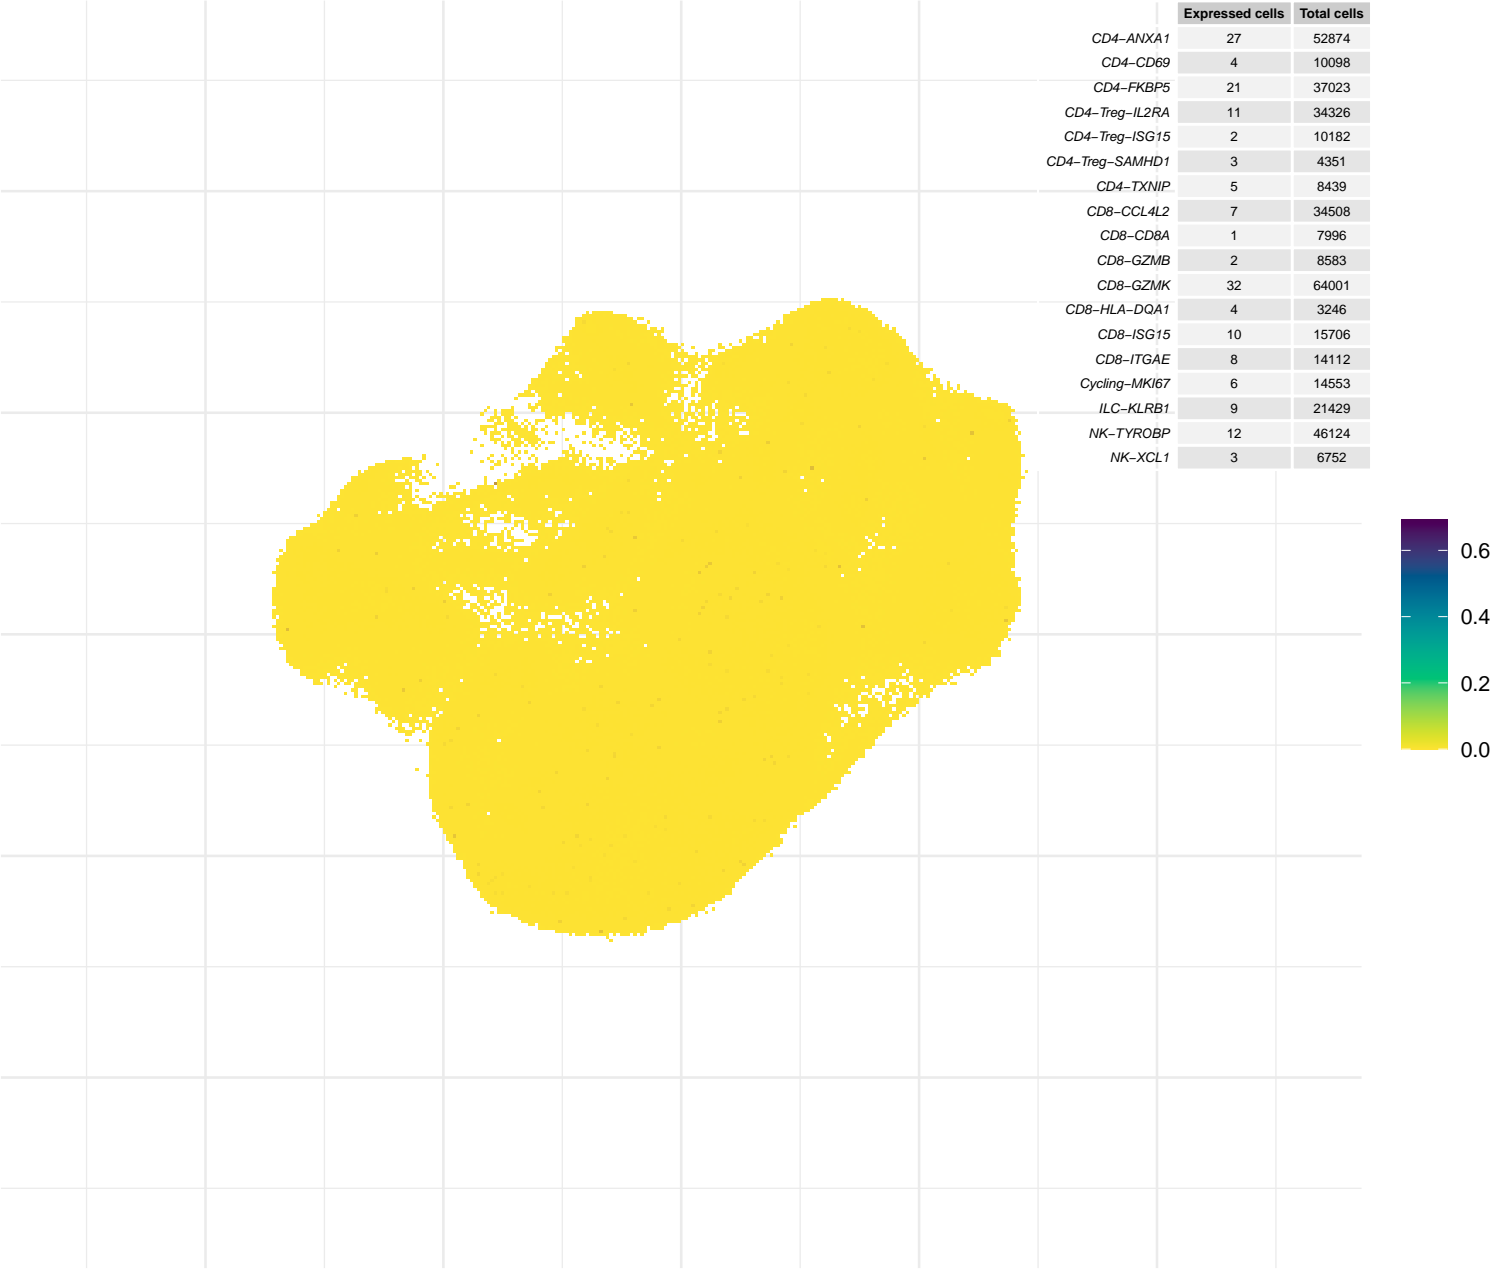 Expressed cells Total cells
CD4−ANXA1 27 52874
CD4−CD69 4 10098
CD4−FKBP5 21 37023
CD4−Treg−IL2RA 11 34326
CD4−Treg−ISG15 2 10182
CD4−Treg−SAMHD1 3 4351
CD4−TXNIP 5 8439
CD8−CCL4L2 7 34508
CD8−CD8A 1 7996
CD8−GZMB 2 8583
CD8−GZMK 32 64001
CD8−HLA−DQA1 4 3246
CD8−ISG15 10 15706
CD8−ITGAE 8 14112
Cycling−MKI67 6 14553
ILC−KLRB1 9 21429
NK−TYROBP 12 46124
NK−XCL1 3 6752
0.6
0.4
0.2
0.0